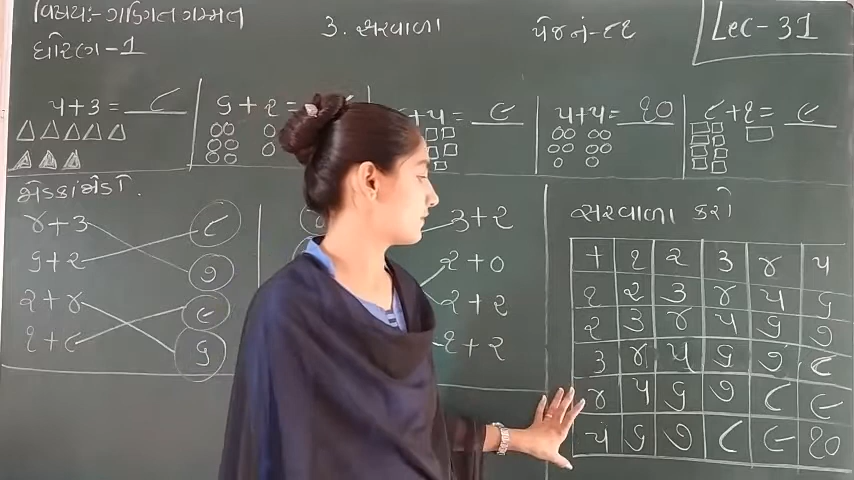 વિષય:- ગણિત ગમ્મત
ધોરણ-1
3. સરવાળા
પેજ નં-૮૨
Lec-31
૫+૩= ૮
૬+૨=
+૫= ૯
૫+૫= ૧૦
૮+૧= ૯
જોડકાં જોડો.
૪+૩ ૮
૬+૨ ૭
૨+૪ ૯
૧+૮ ૬
૩+૨
૨+૦
૨+૨
૧+૨
સરવાળા કરો
+ ૧ ૨ ૩ ૪ ૫
૧ ૨ ૩ ૪ ૫ ૬
૨ ૩ ૪ ૫ ૬ ૭
૩ ૪ ૫ ૬ ૭ ૮
૪ ૫ ૬ ૭ ૮ ૯
૫ ૬ ૭ ૮ ૯ ૧૦